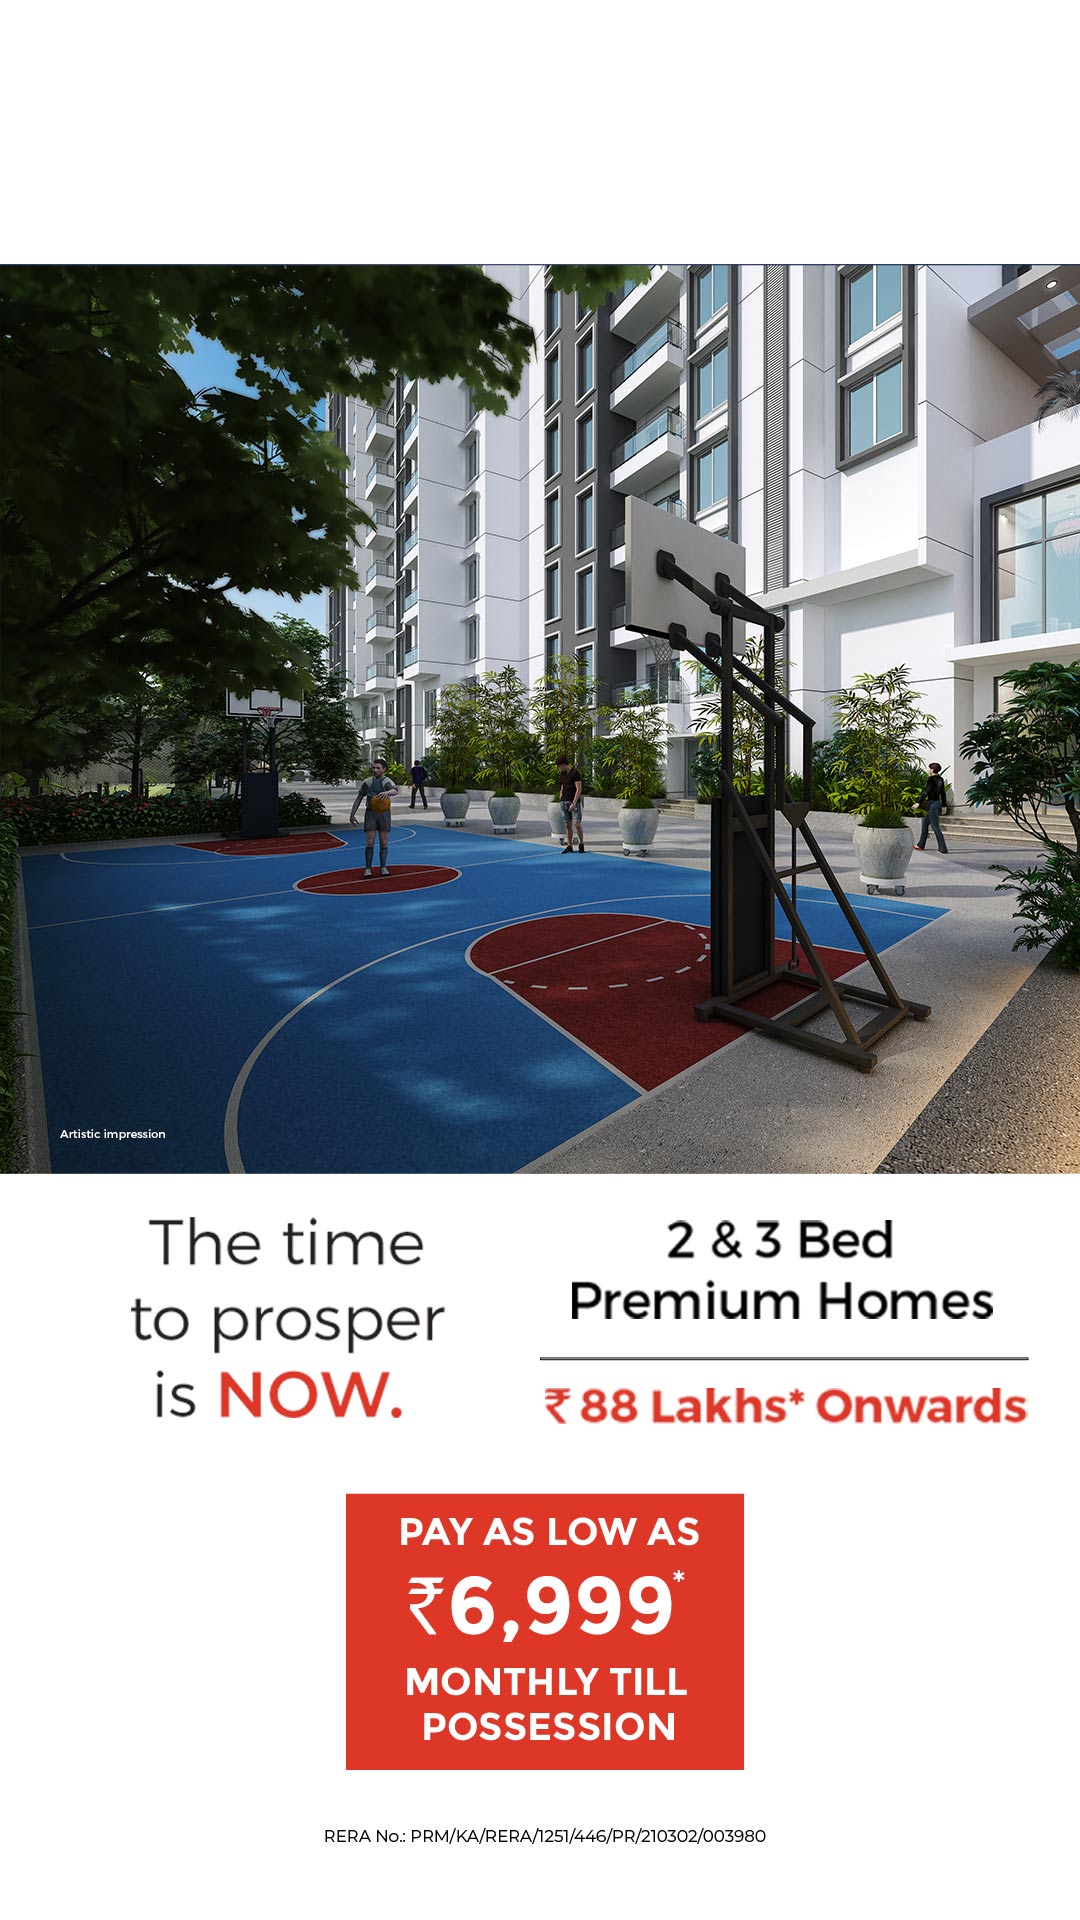 Artistic impression
The time
to prosper
is NOW.
2 & 3 Bed
Premium Homes
₹ 88 Lakhs* Onwards
PAY AS LOW AS
₹6,999*
MONTHLY TILL
POSSESSION
RERA No.: PRM/KA/RERA/1251/446/PR/210302/003980